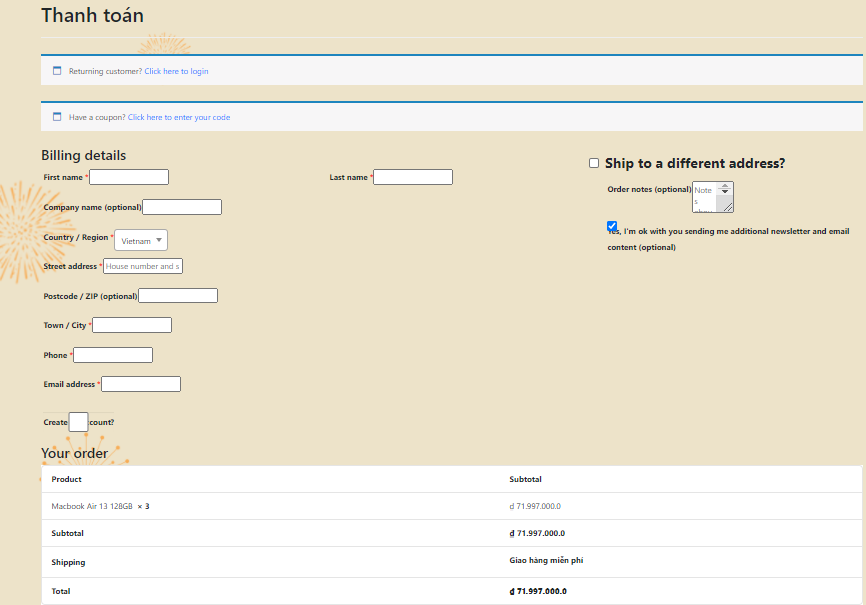 Thanh toán
Returning customer? Click here to login
Have a coupon? Click here to enter your code
Billing details
First name *
Last name *
Company name (optional)
Country / Region *
Vietnam
Street address *
House number and s
Postcode / ZIP (optional)
Town / City *
Phone *
Email address *
Create count?
Ship to a different address?
Order notes (optional)
Note
s
Yes, I'm ok with you sending me additional newsletter and email
content (optional)
Your order
Product Subtotal
Macbook Air 13 128GB × 3 ₫ 71.997.000.0
Subtotal ₫ 71.997.000.0
Shipping Giao hàng miễn phí
Total ₫ 71.997.000.0